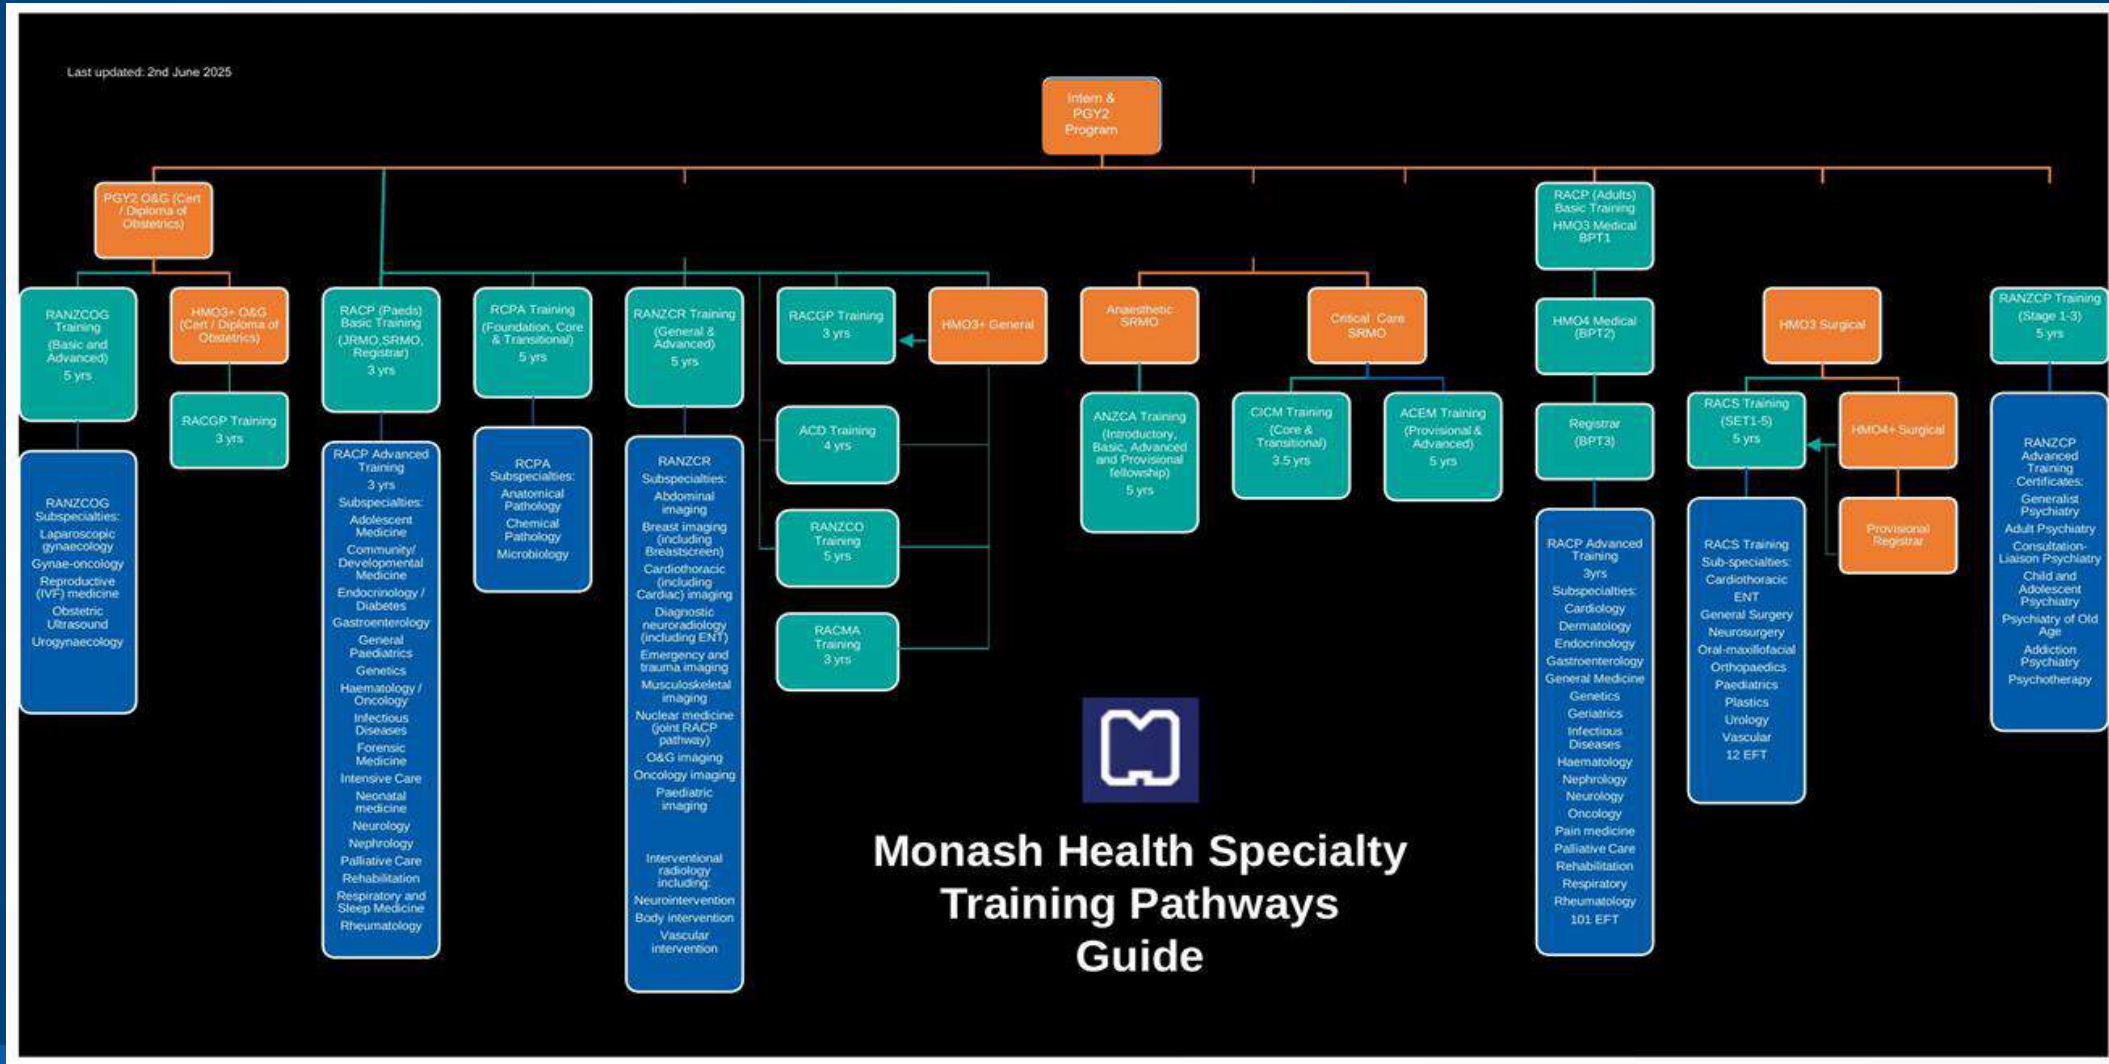 Last updated: 2nd June 2025
Intern &
PGY2
Program
PGY2 O&G (Cert
/ Diploma of
Obstetrics)
RANZCOG
Training
(Basic and
Advanced)
5 yrs
HMO3+ O&G
(Cert / Diploma of
Obstetrics)
RACGP Training
3 yrs
RANZCOG
Subspecialties:
Laparoscopic
gynaecology
Gynae-oncology
Reproductive
(IVF) medicine
Obstetric
Ultrasound
Urogynaecology
RACP (Paeds)
Basic Training
(JRMO,SRMO,
Registrar)
3 yrs
RACP Advanced
Training
3 yrs
Subspecialties:
Adolescent
Medicine
Community/
Developmental
Medicine
Endocrinology /
Diabetes
Gastroenterology
General
Paediatrics
Genetics
Haematology /
Oncology
Infectious
Diseases
Forensic
Medicine
Intensive Care
Neonatal
medicine
Neurology
Nephrology
Palliative Care
Rehabilitation
Respiratory and
Sleep Medicine
Rheumatology
RCPA Training
(Foundation, Core
& Transitional)
5 yrs
RCPA
Subspecialties:
Anatomical
Pathology
Chemical
Pathology
Microbiology
RANZCR Training
(General &
Advanced)
5 yrs
RANZCR
Subspecialties:
Abdominal
imaging
Breast imaging
(including
Breastscreen)
Cardiothoracic
(including
Cardiac) imaging
Diagnostic
neuroradiology
(including ENT)
Emergency and
trauma imaging
Musculoskeletal
imaging
Nuclear medicine
(joint RACP
pathway)
O&G imaging
Oncology imaging
Paediatric
imaging
Interventional
radiology
including:
Neurointervention
Body intervention
Vascular
intervention
RACGP Training
3 yrs
HMO3+ General
ACD Training
4 yrs
RANZCO
Training
5 yrs
RACMA
Training
3 yrs
Anaesthetic
SRMO
ANZCA Training
(Introductory,
Basic, Advanced
and Provisional
fellowship)
5 yrs
Critical Care
SRMO
CICM Training
(Core &
Transitional)
3.5 yrs
ACEM Training
(Provisional &
Advanced)
5 yrs
RACP (Adults)
Basic Training
HMO3 Medical
BPT1
HMO4 Medical
(BPT2)
Registrar
(BPT3)
RACP Advanced
Training
3yrs
Subspecialties:
Cardiology
Dermatology
Endocrinology
Gastroenterology
General Medicine
Genetics
Geriatrics
Infectious
Diseases
Haematology
Nephrology
Neurology
Oncology
Pain medicine
Palliative Care
Rehabilitation
Respiratory
Rheumatology
101 EFT
HMO3 Surgical
RACS Training
(SET1-5)
5 yrs
HMO4+ Surgical
Provisional
Registrar
RACS Training
Sub-specialties:
Cardiothoracic
ENT
General Surgery
Neurosurgery
Oral-maxillofacial
Orthopaedics
Paediatrics
Plastics
Urology
Vascular
12 EFT
RANZCP Training
(Stage 1-3)
5 yrs
RANZCP
Advanced
Training
Certificates:
Generalist
Psychiatry
Adult Psychiatry
Consultation-
Liaison Psychiatry
Child and
Adolescent
Psychiatry
Psychiatry of Old
Age
Addiction
Psychiatry
Psychotherapy
Monash Health Specialty
Training Pathways
Guide